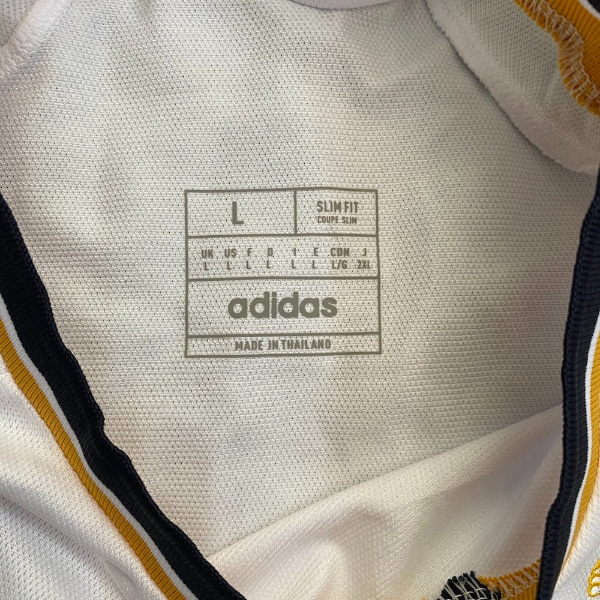 L
SLIM FIT
COUPE SLIM
UK US F D I E CDN J
L L L L L L L/G 2XL
adidas
MADE IN THAILAND